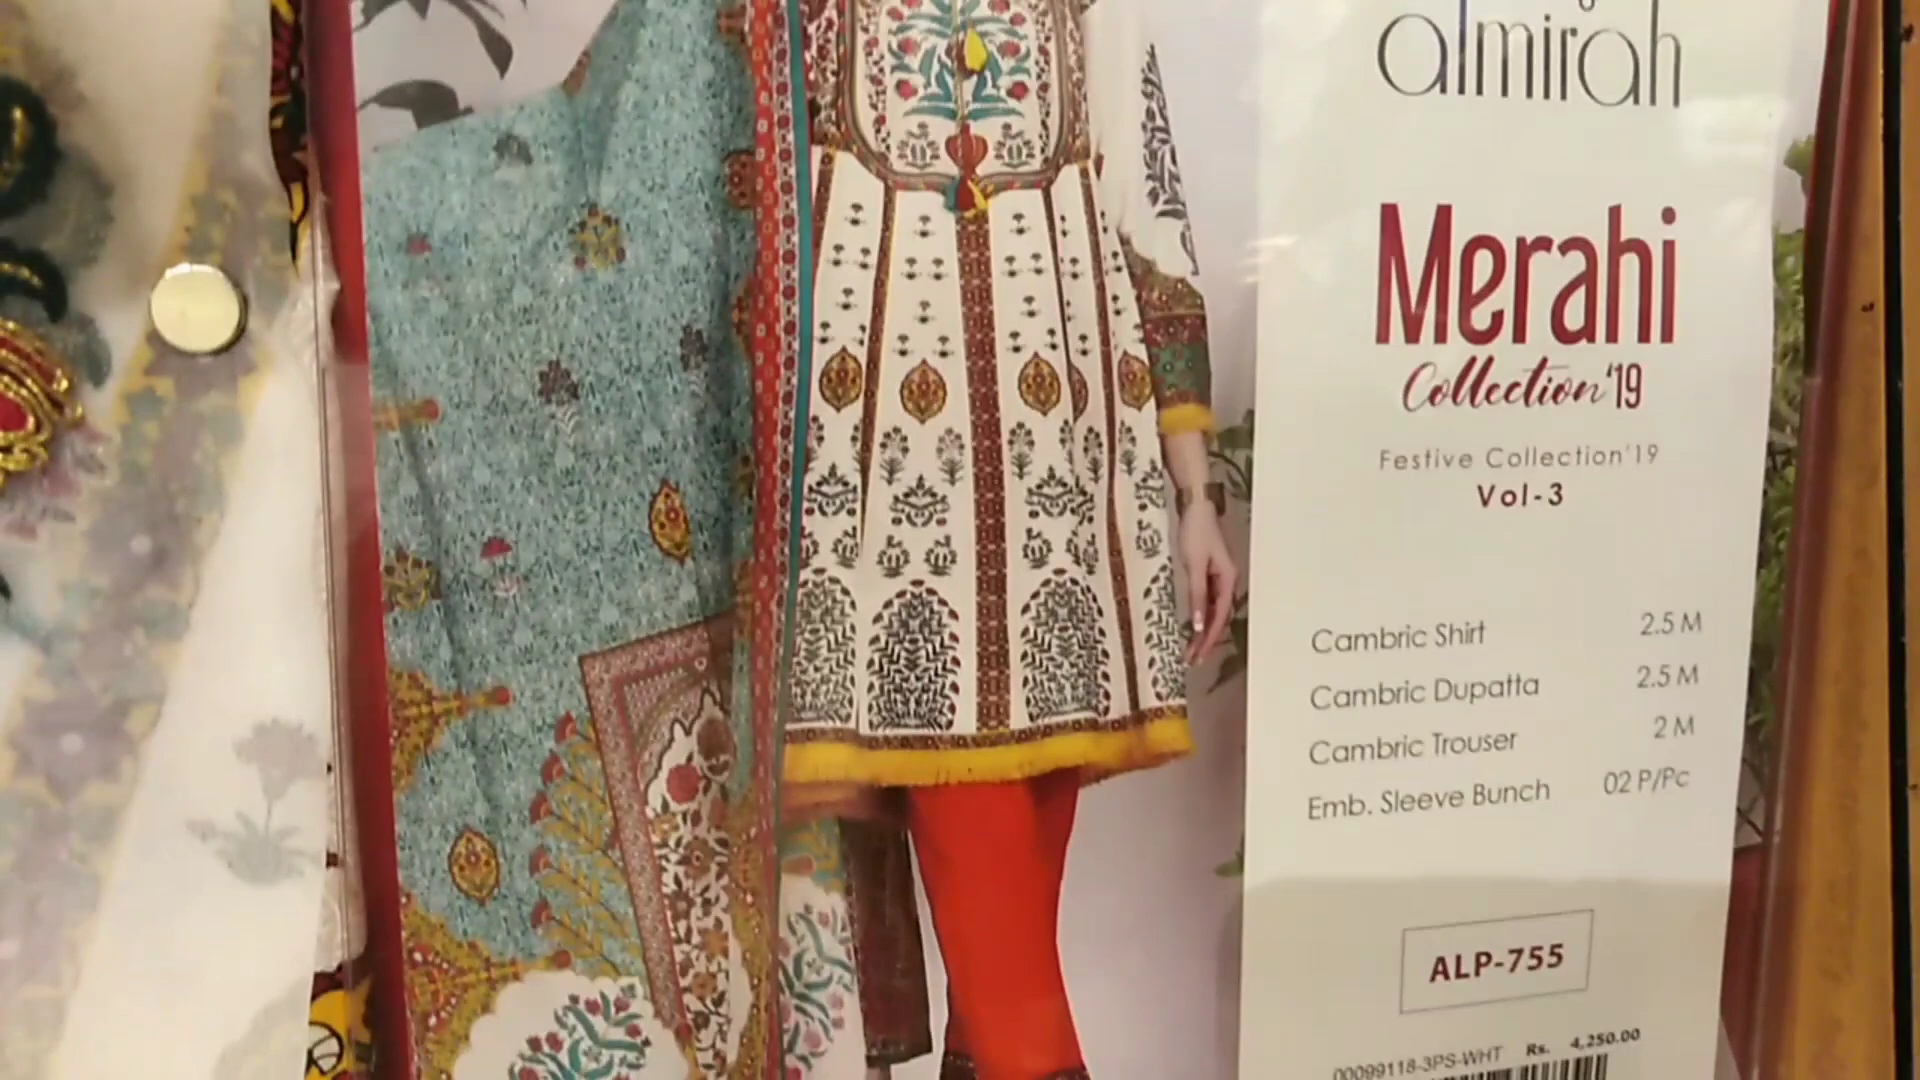 almirah
Merahi
Collection'19
Festive Collection'19
Vol-3
Cambric Shirt 2.5 M
Cambric Dupatta 2.5 M
Cambric Trouser 2 M
Emb. Sleeve Bunch 02 P/Pc
ALP-755
00099118-3PS-WHT Rs. 4,250.00